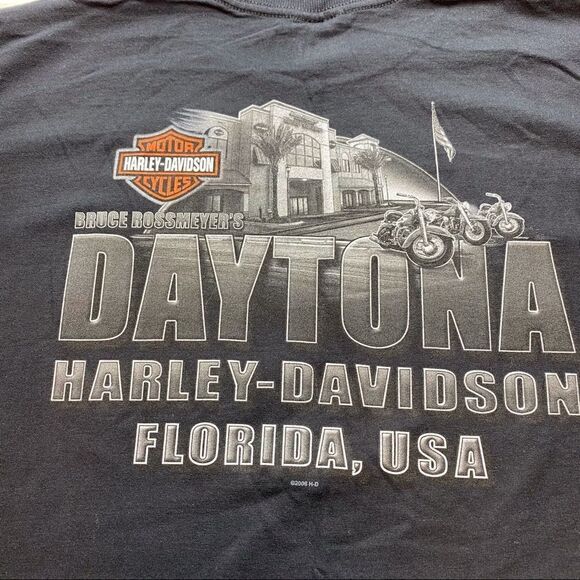 MOTOR
HARLEY-DAVIDSON
CYCLES
BRUCE ROSSMEYER'S
DAYTONA
HARLEY-DAVIDSON
FLORIDA, USA
©2006 H-D